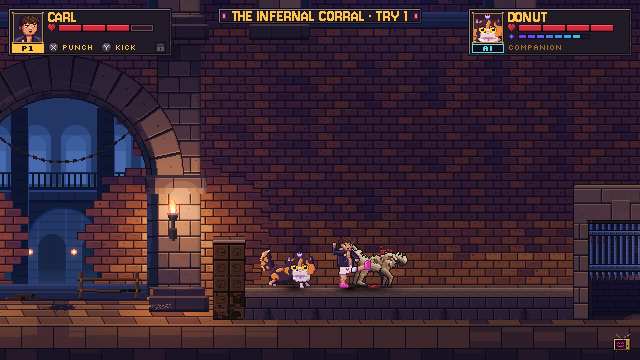 CARL
P1
X PUNCH Y KICK
THE INFERNAL CORRAL · TRY 1
DONUT
AI
COMPANION